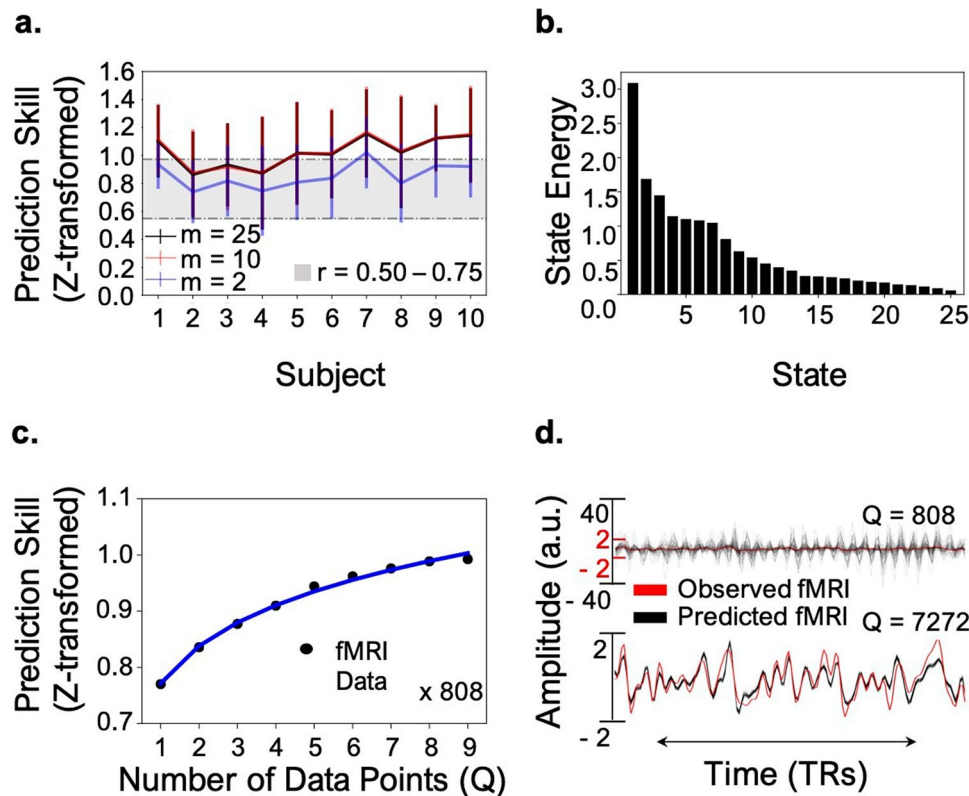 a.
Prediction Skill
(Z-transformed)
1.6
1.4
1.2
1.0
0.8
0.6
0.4
0.2
0.0
m = 25
m = 10
m = 2
r = 0.50 – 0.75
1 2 3 4 5 6 7 8 9 10
Subject
b.
State Energy
3.0
2.5
2.0
1.5
1.0
0.5
0.0
5 10 15 20 25
State
c.
Prediction Skill
(Z-transformed)
1.1
1.0
0.9
0.8
0.7
fMRI
Data
x 808
1 2 3 4 5 6 7 8 9
Number of Data Points (Q)
d.
Amplitude (a.u.)
40
2
- 2
- 40
Q = 808
Observed fMRI
Predicted fMRI
Q = 7272
2
- 2
Time (TRs)